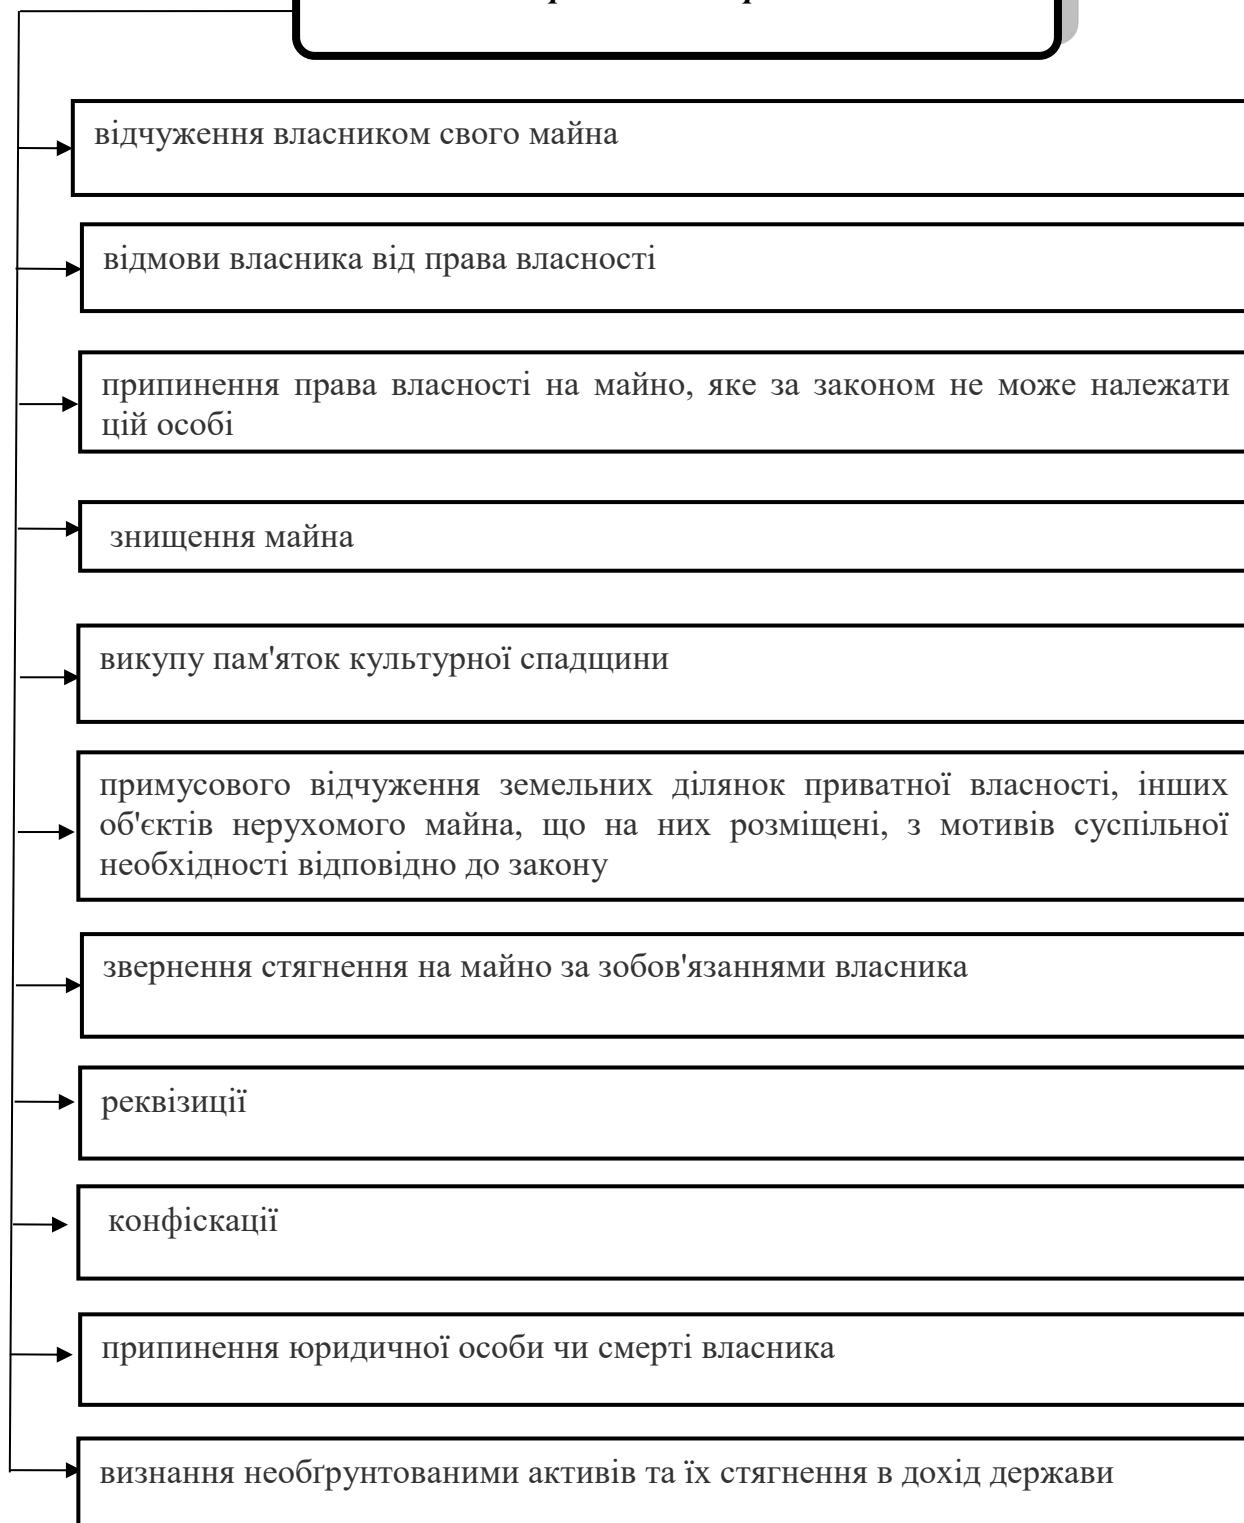 відчуження власником свого майна
відмови власника від права власності
припинення права власності на майно, яке за законом не може належати
цій особі
знищення майна
викупу пам'яток культурної спадщини
примусового відчуження земельних ділянок приватної власності, інших
об'єктів нерухомого майна, що на них розміщені, з мотивів суспільної
необхідності відповідно до закону
звернення стягнення на майно за зобов'язаннями власника
реквізиції
конфіскації
припинення юридичної особи чи смерті власника
визнання необґрунтованими активів та їх стягнення в дохід держави